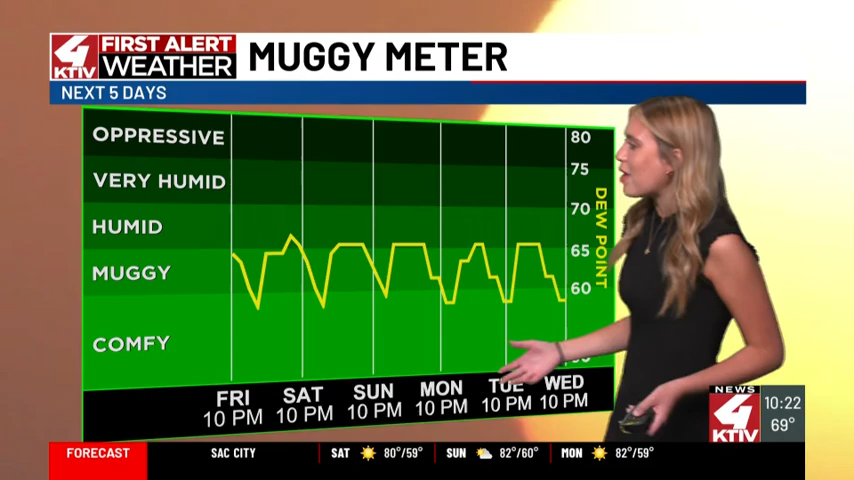 4
KTIV
FIRST ALERT
WEATHER
MUGGY METER
NEXT 5 DAYS
OPPRESSIVE
VERY HUMID
HUMID
MUGGY
COMFY
80
75
70
65
60
DEW POINT
FRI
10 PM
SAT
10 PM
SUN
10 PM
MON
10 PM
TUE
10 PM
WED
10 PM
NEWS
4
KTIV
10:22
69°
FORECAST
SAC CITY
SAT 80°/59°
SUN 82°/60°
MON 82°/59°